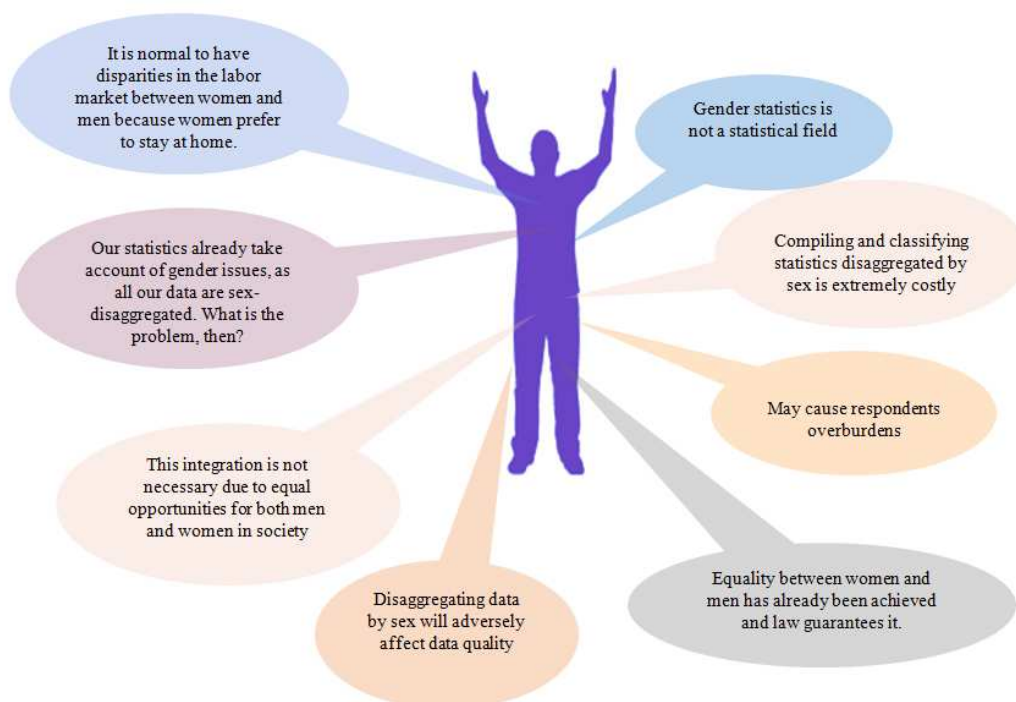 It is normal to have
disparities in the labor
market between women and
men because women prefer
to stay at home.
Gender statistics is
not a statistical field
Our statistics already take
account of gender issues, as
all our data are sex-
disaggregated. What is the
problem, then?
Compiling and classifying
statistics disaggregated by
sex is extremely costly
May cause respondents
overburdens
This integration is not
necessary due to equal
opportunities for both men
and women in society
Disaggregating data
by sex will adversely
affect data quality
Equality between women and
men has already been achieved
and law guarantees it.